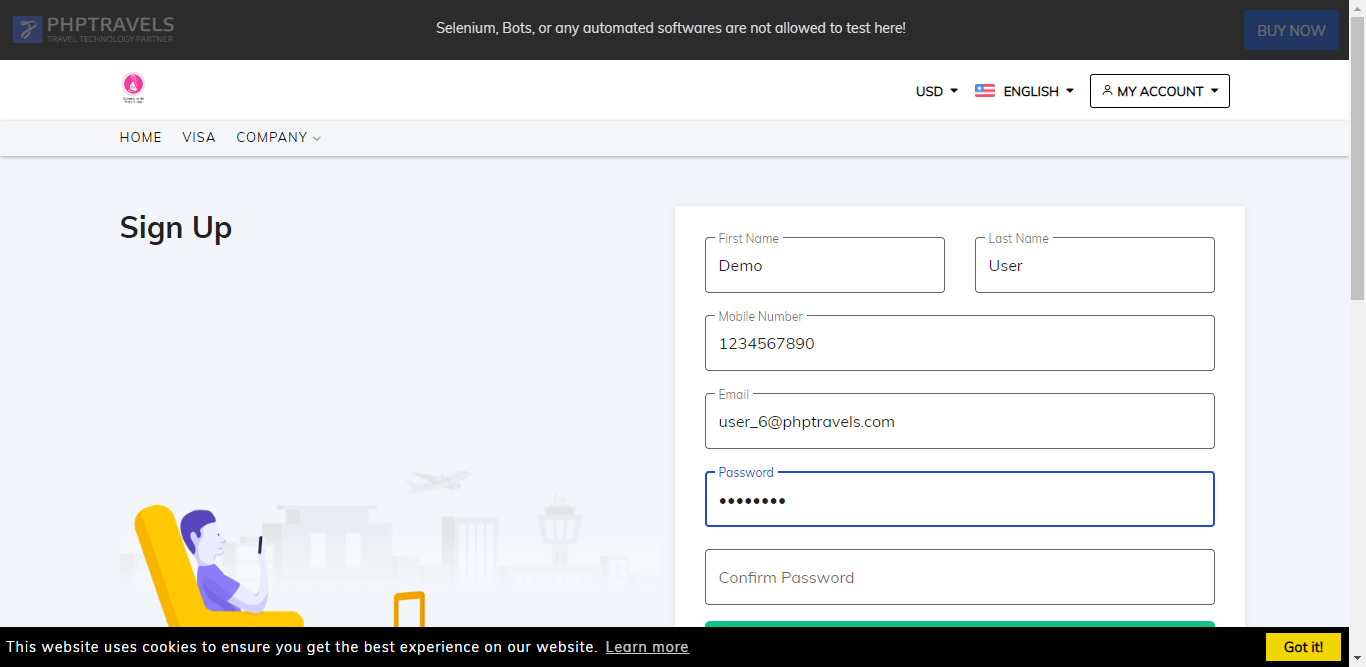 PHPTRAVELS
TRAVEL TECHNOLOGY PARTNER
Selenium, Bots, or any automated softwares are not allowed to test here!
BUY NOW
USD
ENGLISH
MY ACCOUNT
HOME VISA COMPANY
Sign Up
First Name
Demo
Last Name
User
Mobile Number
1234567890
Email
user_6@phptravels.com
Password
••••••••
Confirm Password
This website uses cookies to ensure you get the best experience on our website. Learn more
Got it!